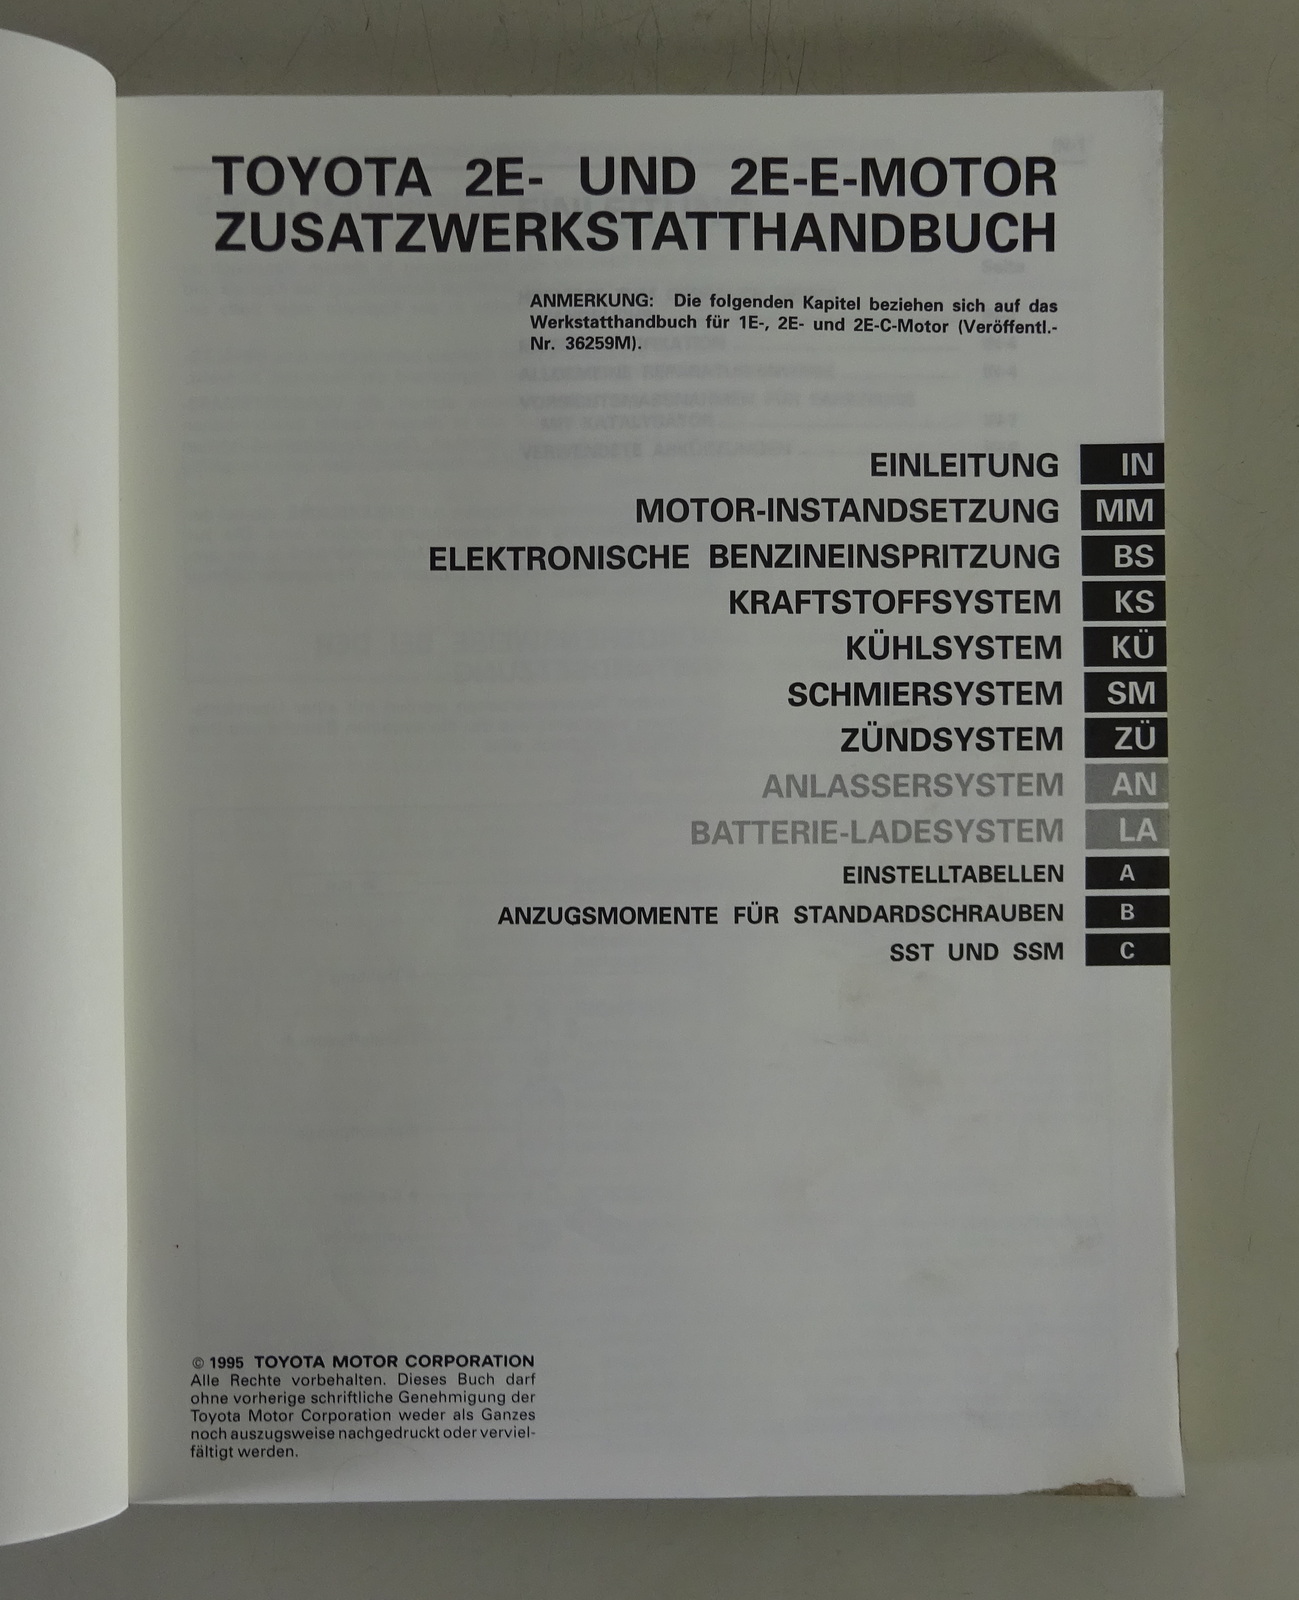 TOYOTA 2E- UND 2E-E-MOTOR
ZUSATZWERKSTATTHANDBUCH
ANMERKUNG: Die folgenden Kapitel beziehen sich auf das
Werkstatthandbuch für 1E-, 2E- und 2E-C-Motor (Veröffentl.-
Nr. 36259M).
EINLEITUNG IN
MOTOR-INSTANDSETZUNG MM
ELEKTRONISCHE BENZINEINSPRITZUNG BS
KRAFTSTOFFSYSTEM KS
KÜHLSYSTEM KÜ
SCHMIERSYSTEM SM
ZÜNDSYSTEM ZÜ
ANLASSERSYSTEM AN
BATTERIE-LADESYSTEM LA
EINSTELLTABELLEN A
ANZUGSMOMENTE FÜR STANDARDSCHRAUBEN B
SST UND SSM C
© 1995 TOYOTA MOTOR CORPORATION
Alle Rechte vorbehalten. Dieses Buch darf
ohne vorherige schriftliche Genehmigung der
Toyota Motor Corporation weder als Ganzes
noch auszugsweise nachgedruckt oder verviel-
fältigt werden.